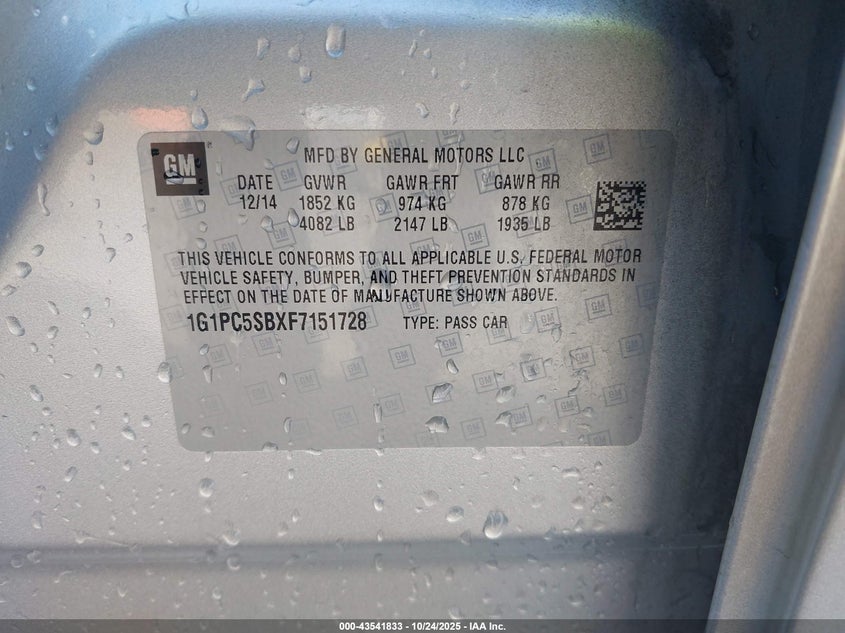 GM
MFD BY GENERAL MOTORS LLC
DATE GVWR GAWR FRT GAWR RR
12/14 1852 KG 974 KG 878 KG
4082 LB 2147 LB 1935 LB
THIS VEHICLE CONFORMS TO ALL APPLICABLE U.S. FEDERAL MOTOR
VEHICLE SAFETY, BUMPER, AND THEFT PREVENTION STANDARDS IN
EFFECT ON THE DATE OF MANUFACTURE SHOWN ABOVE.
1G1PC5SBXF7151728 TYPE: PASS CAR
000-43541833 - 10/24/2025 - IAA Inc.